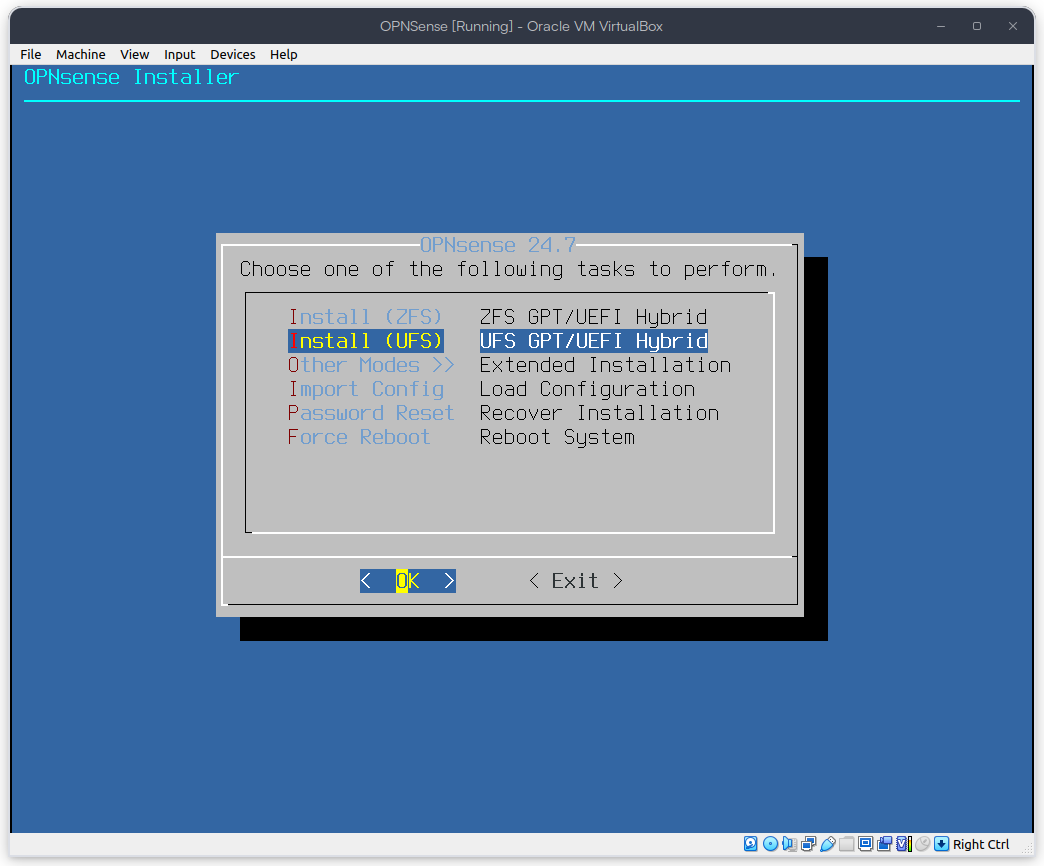 OPNSense [Running] - Oracle VM VirtualBox
File Machine View Input Devices Help
OPNsense Installer
OPNsense 24.7
Choose one of the following tasks to perform.
Install (ZFS) ZFS GPT/UEFI Hybrid
Install (UFS) UFS GPT/UEFI Hybrid
Other Modes >> Extended Installation
Import Config Load Configuration
Password Reset Recover Installation
Force Reboot Reboot System
< OK > < Exit >
Right Ctrl